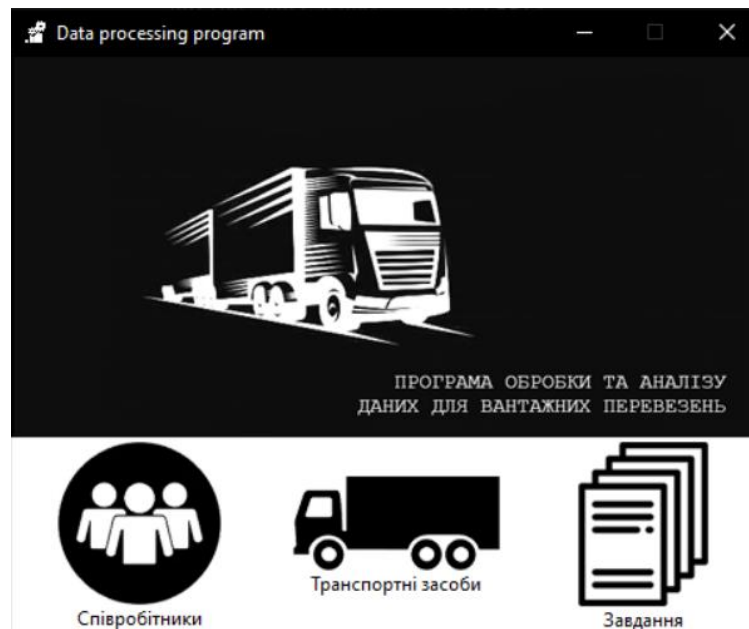 Data processing program
ПРОГРАМА ОБРОБКИ ТА АНАЛІЗУ
ДАНИХ ДЛЯ ВАНТАЖНИХ ПЕРЕВЕЗЕНЬ
Співробітники
Транспортні засоби
Завдання